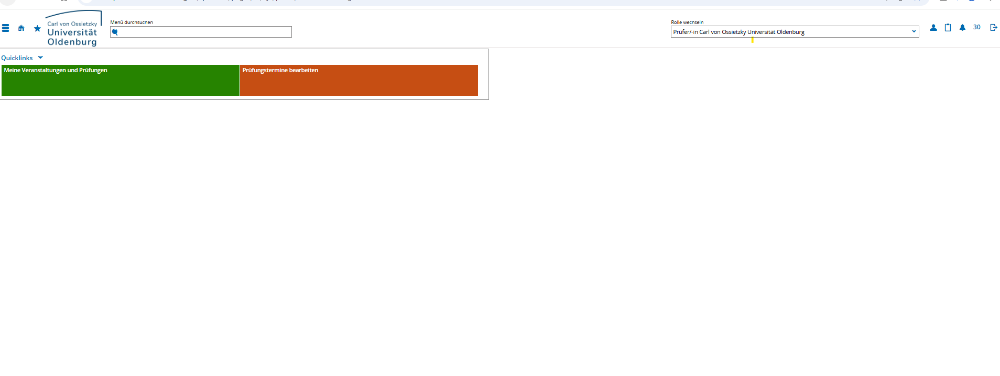 Carl von Ossietzky
Universität
Oldenburg
Menü durchsuchen
Rolle wechseln
Prüfer/-in Carl von Ossietzky Universität Oldenburg
30
Quicklinks
Meine Veranstaltungen und Prüfungen
Prüfungstermine bearbeiten